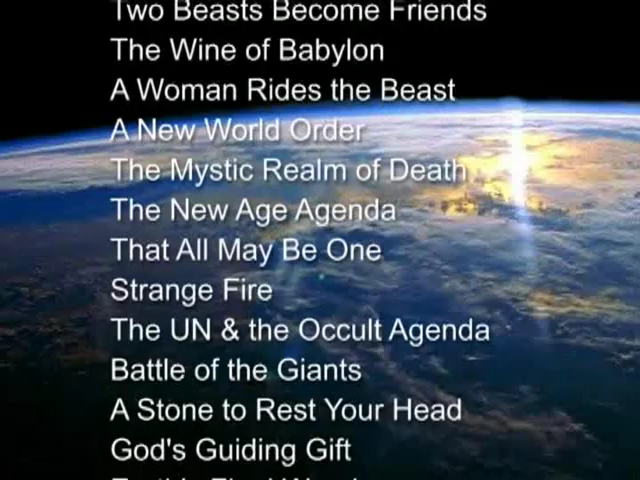 Two Beasts Become Friends
The Wine of Babylon
A Woman Rides the Beast
A New World Order
The Mystic Realm of Death
The New Age Agenda
That All May Be One
Strange Fire
The UN & the Occult Agenda
Battle of the Giants
A Stone to Rest Your Head
God's Guiding Gift